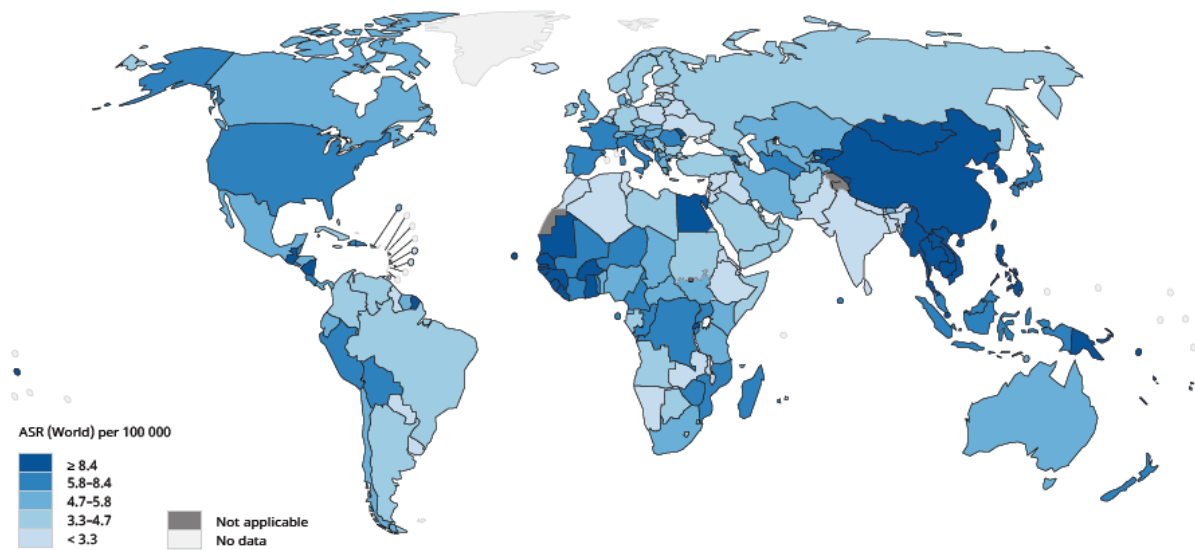 ASR (World) per 100 000
≥ 8.4
5.8–8.4
4.7–5.8
3.3–4.7
< 3.3
Not applicable
No data